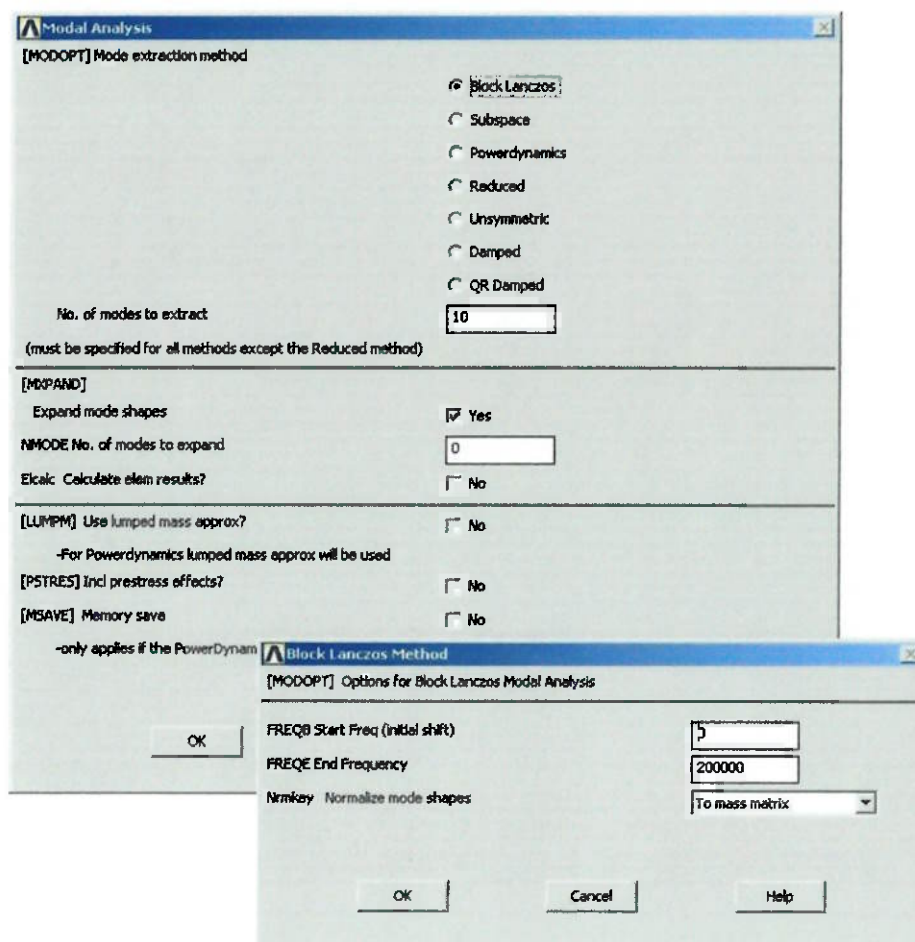 Modal Analysis
[MODOPT] Mode extraction method
Block Lanczos
Subspace
Powerdynamics
Reduced
Unsymmetric
Damped
QR Damped
No. of modes to extract 10
(must be specified for all methods except the Reduced method)
[MXPAND]
Expand mode shapes Yes
NMODE No. of modes to expand 0
Elcalc Calculate elem results? No
[LUMPM] Use lumped mass approx? No
-For Powerdynamics lumped mass approx will be used
[PSTRES] Incl prestress effects? No
[MSAVE] Memory save No
-only applies if the PowerDynam
OK
Block Lanczos Method
[MODOPT] Options for Block Lanczos Modal Analysis
FREQB Start Freq (initial shift)
FREQE End Frequency 200000
Nrmkey Normalize mode shapes To mass matrix
OK Cancel Help